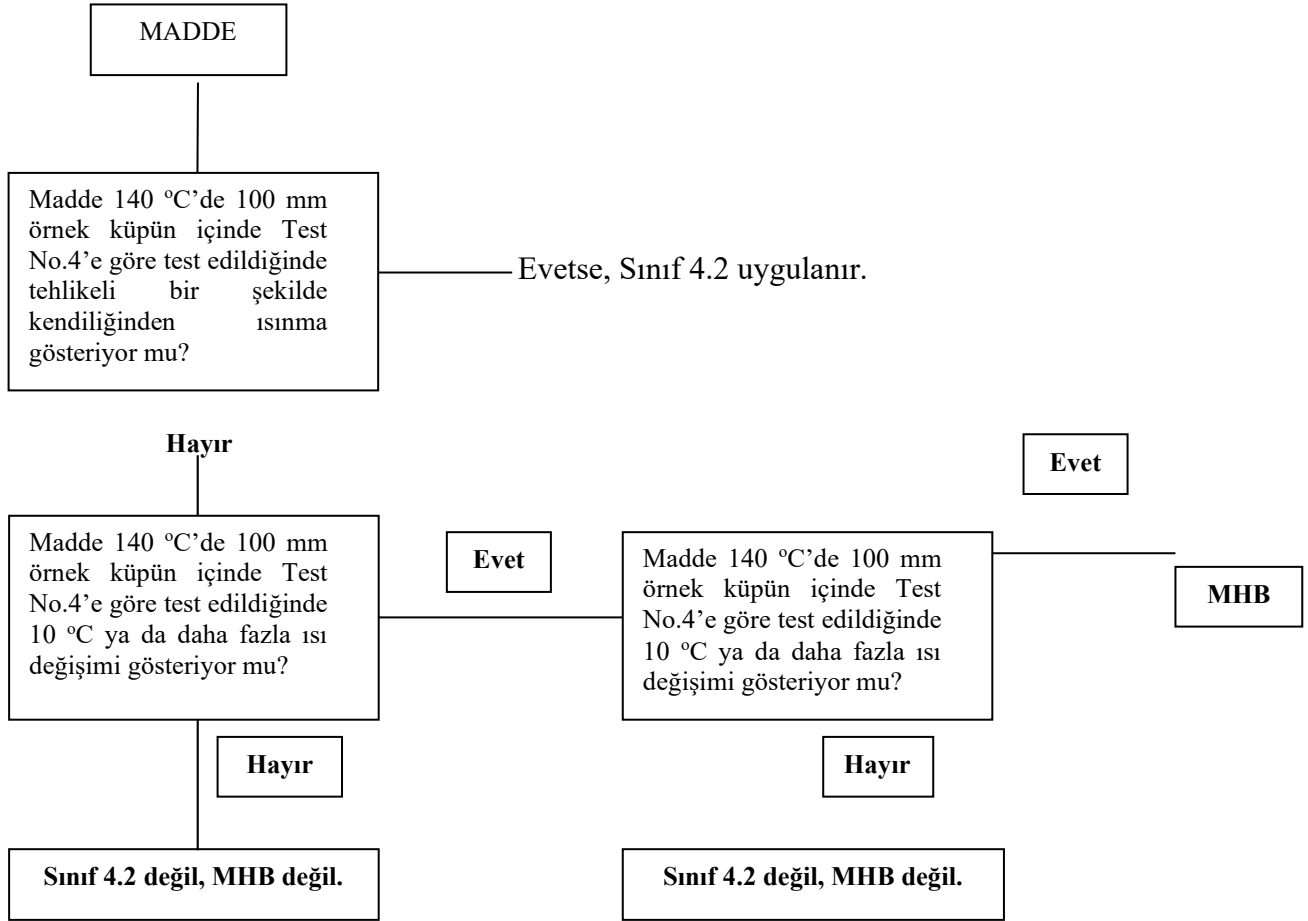 MADDE
Madde 140 ºC’de 100 mm
örnek küpün içinde Test
No.4’e göre test edildiğinde
tehlikeli bir şekilde
kendiliğinden ısınma
gösteriyor mu?
Evetse, Sınıf 4.2 uygulanır.
Hayır
Madde 140 ºC’de 100 mm
örnek küpün içinde Test
No.4’e göre test edildiğinde
10 ºC ya da daha fazla ısı
değişimi gösteriyor mu?
Evet
Madde 140 ºC’de 100 mm
örnek küpün içinde Test
No.4’e göre test edildiğinde
10 ºC ya da daha fazla ısı
değişimi gösteriyor mu?
Evet
MHB
Hayır
Hayır
Sınıf 4.2 değil, MHB değil.
Sınıf 4.2 değil, MHB değil.